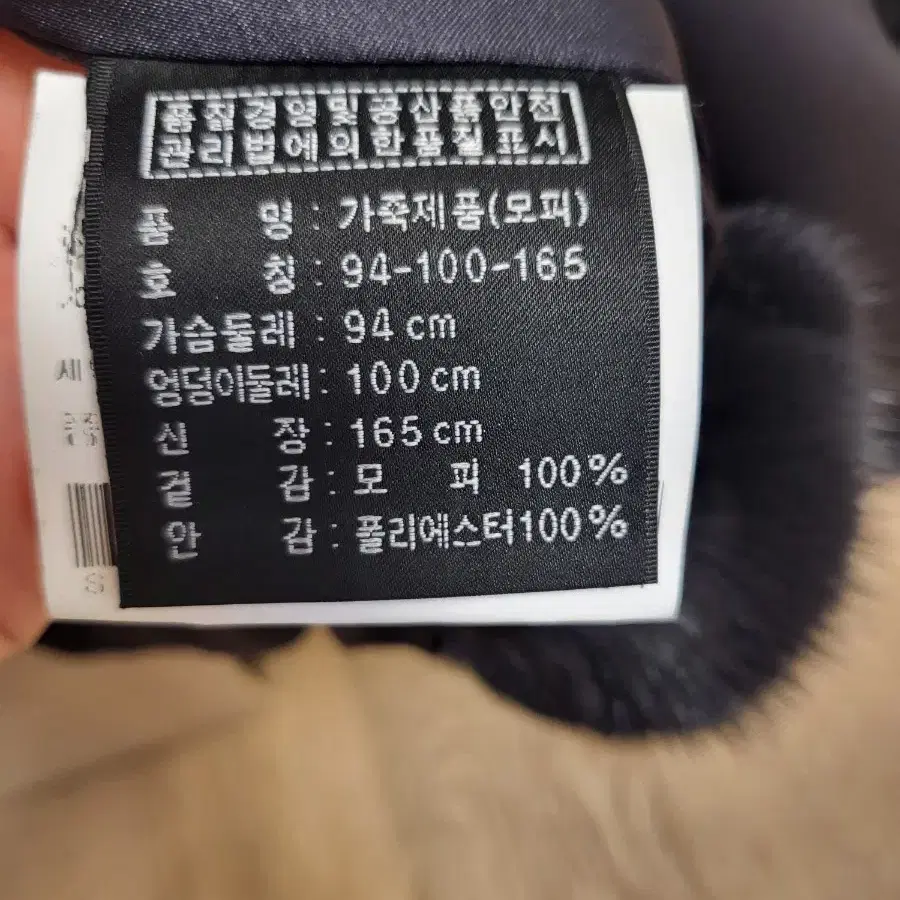 품질경영및공산품안전
관리법에의한품질표시
품 명 : 가죽제품(모피)
호 칭 : 94-100-165
가슴둘레 : 94 cm
엉덩이둘레 : 100 cm
신 장 : 165 cm
겉 감 : 모 피 100%
안 감 : 폴리에스터100%
세
S